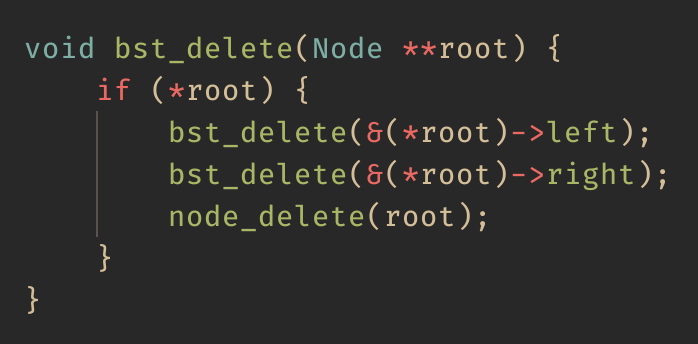 void bst_delete(Node **root) {
    if (*root) {
        bst_delete(&(*root)->left);
        bst_delete(&(*root)->right);
        node_delete(root);
    }
}